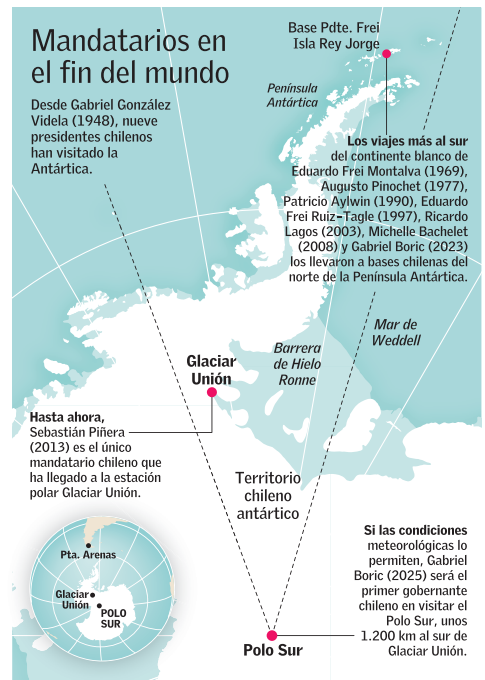 Mandatarios en
el fin del mundo
Desde Gabriel González
Videla (1948), nueve
presidentes chilenos
han visitado la
Antártica.
Base Pdte. Frei
Isla Rey Jorge
Península
Antártica
Los viajes más al sur
del continente blanco de
Eduardo Frei Montalva (1969),
Augusto Pinochet (1977),
Patricio Aylwin (1990), Eduardo
Frei Ruiz-Tagle (1997), Ricardo
Lagos (2003), Michelle Bachelet
(2008) y Gabriel Boric (2023)
los llevaron a bases chilenas del
norte de la Península Antártica.
Mar de
Weddell
Barrera
de Hielo
Ronne
Glaciar
Unión
Hasta ahora,
Sebastián Piñera
(2013) es el único
mandatario chileno que
ha llegado a la estación
polar Glaciar Unión.
Territorio
chileno
antártico
Si las condiciones
meteorológicas lo
permiten, Gabriel
Boric (2025) será el
primer gobernante
chileno en visitar el
Polo Sur, unos
1.200 km al sur de
Glaciar Unión.
Polo Sur
Pta. Arenas
Glaciar
Unión
POLO
SUR